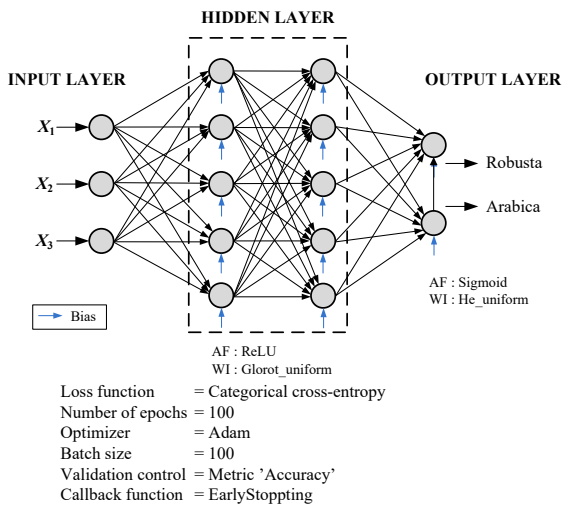 HIDDEN LAYER
INPUT LAYER
OUTPUT LAYER
X1
X2
X3
Robusta
Arabica
AF : Sigmoid
WI : He_uniform
Bias
AF : ReLU
WI : Glorot_uniform
Loss function = Categorical cross-entropy
Number of epochs = 100
Optimizer = Adam
Batch size = 100
Validation control = Metric 'Accuracy'
Callback function = EarlyStoppting